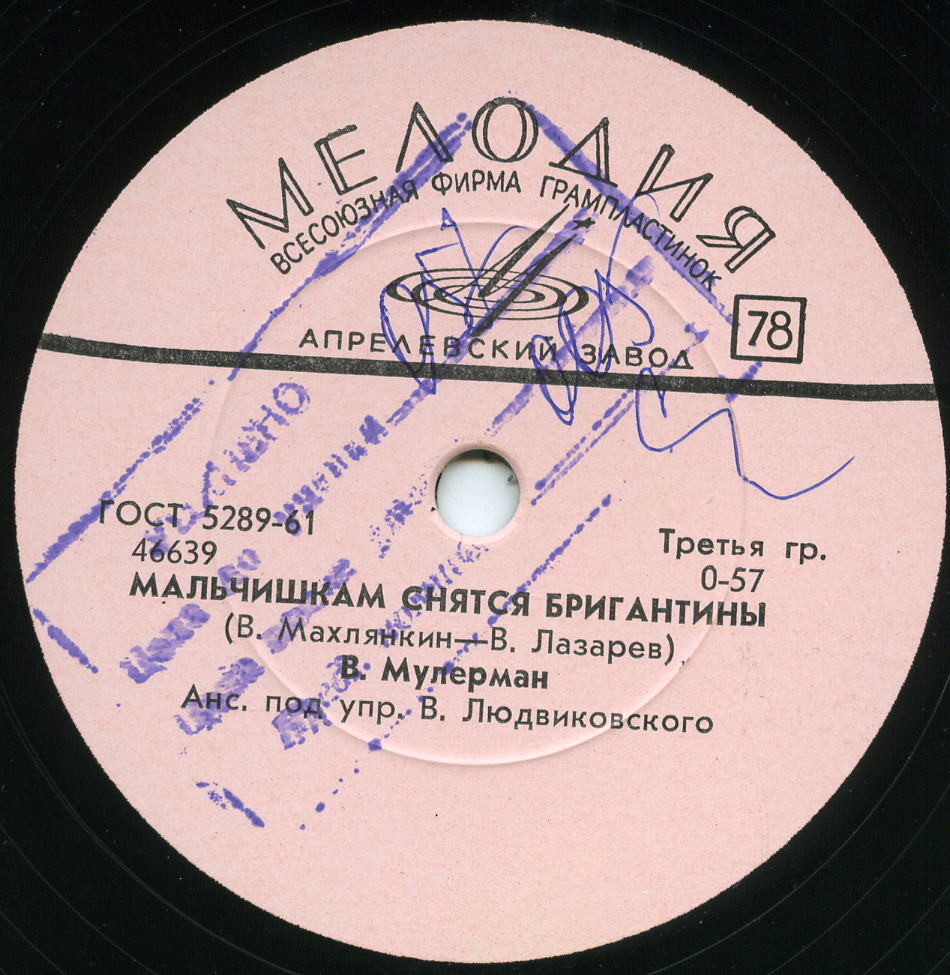 МЕЛОДИЯ
ВСЕСОЮЗНАЯ ФИРМА ГРАМПЛАСТИНОК
78
АПРЕЛЕВСКИЙ ЗАВОД
ГОСТ 5289-61
Третья гр.
46639
0-57
МАЛЬЧИШКАМ СНЯТСЯ БРИГАНТИНЫ
(В. Махлянкин—В. Лазарев)
В. Мулерман
Анс. под упр. В. Людвиковского